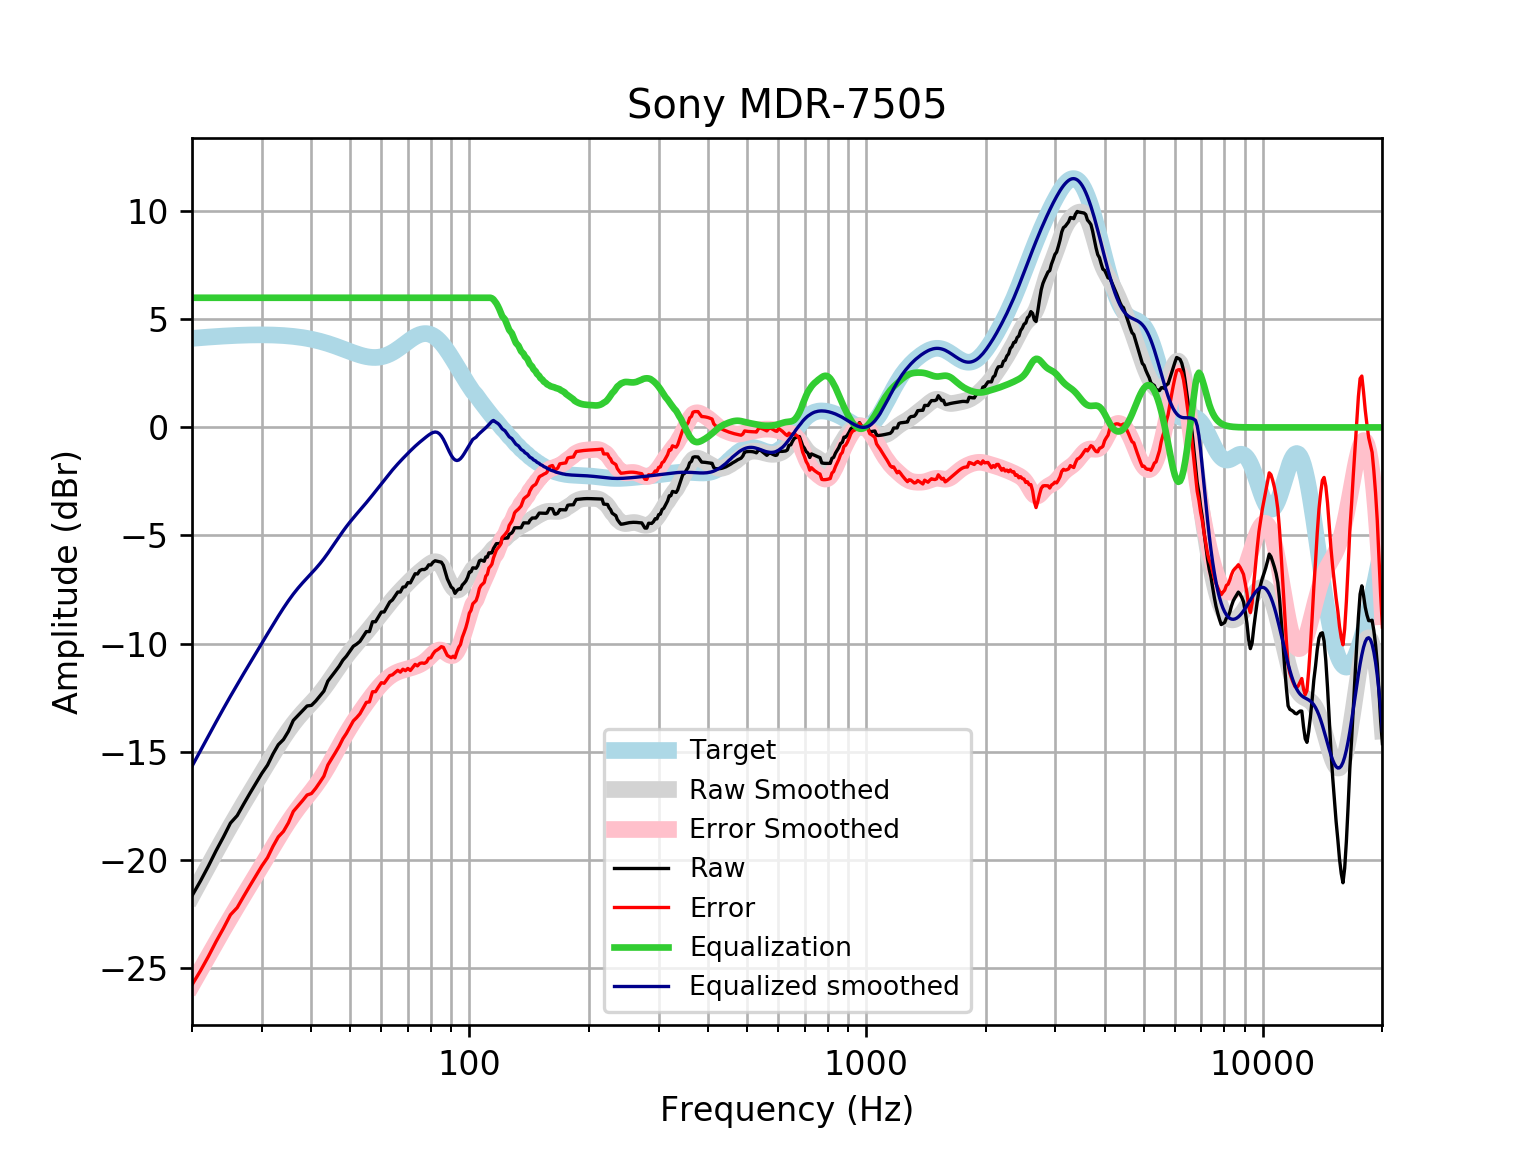 Sony MDR-7505
Amplitude (dBr)
10
5
0
−5
−10
−15
−20
−25
Target
Raw Smoothed
Error Smoothed
Raw
Error
Equalization
Equalized smoothed
100 1000 10000
Frequency (Hz)